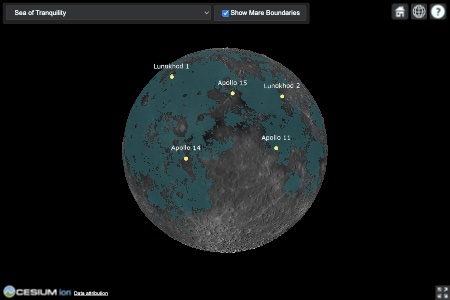 Sea of Tranquility
Show Mare Boundaries
?
Lunokhod 1
Apollo 15
Lunokhod 2
Apollo 11
Apollo 14
CESIUM ion Data attribution